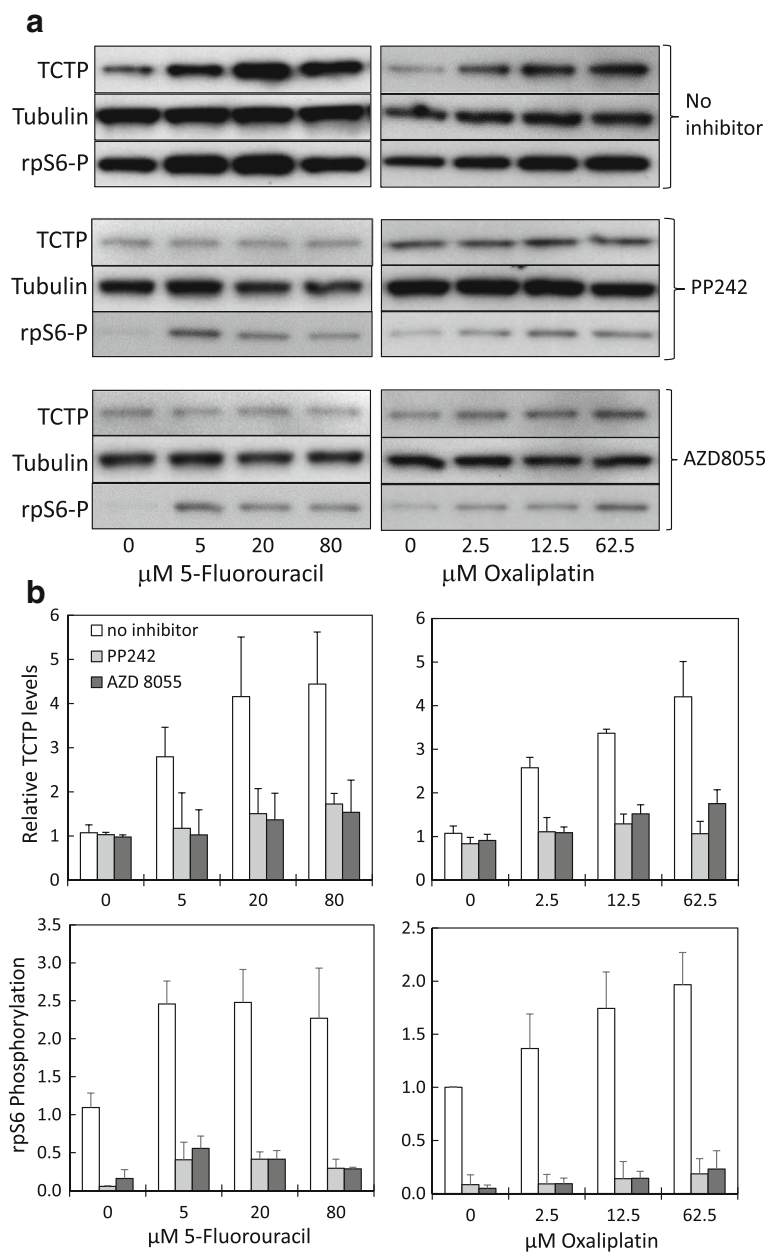 a
TCTP
Tubulin
rpS6-P
No
inhibitor
TCTP
Tubulin
rpS6-P
PP242
TCTP
Tubulin
rpS6-P
AZD8055
0 5 20 80 0 2.5 12.5 62.5
μM 5-Fluorouracil μM Oxaliplatin
b
Relative TCTP levels
6
5
4
3
2
1
0
no inhibitor
PP242
AZD 8055
0 5 20 80
6
5
4
3
2
1
0
0 2.5 12.5 62.5
rpS6 Phosphorylation
3.5
3.0
2.5
2.0
1.5
1.0
0.5
0.0
0 5 20 80
μM 5-Fluorouracil
2.5
2.0
1.5
1.0
0.5
0.0
0 2.5 12.5 62.5
μM Oxaliplatin